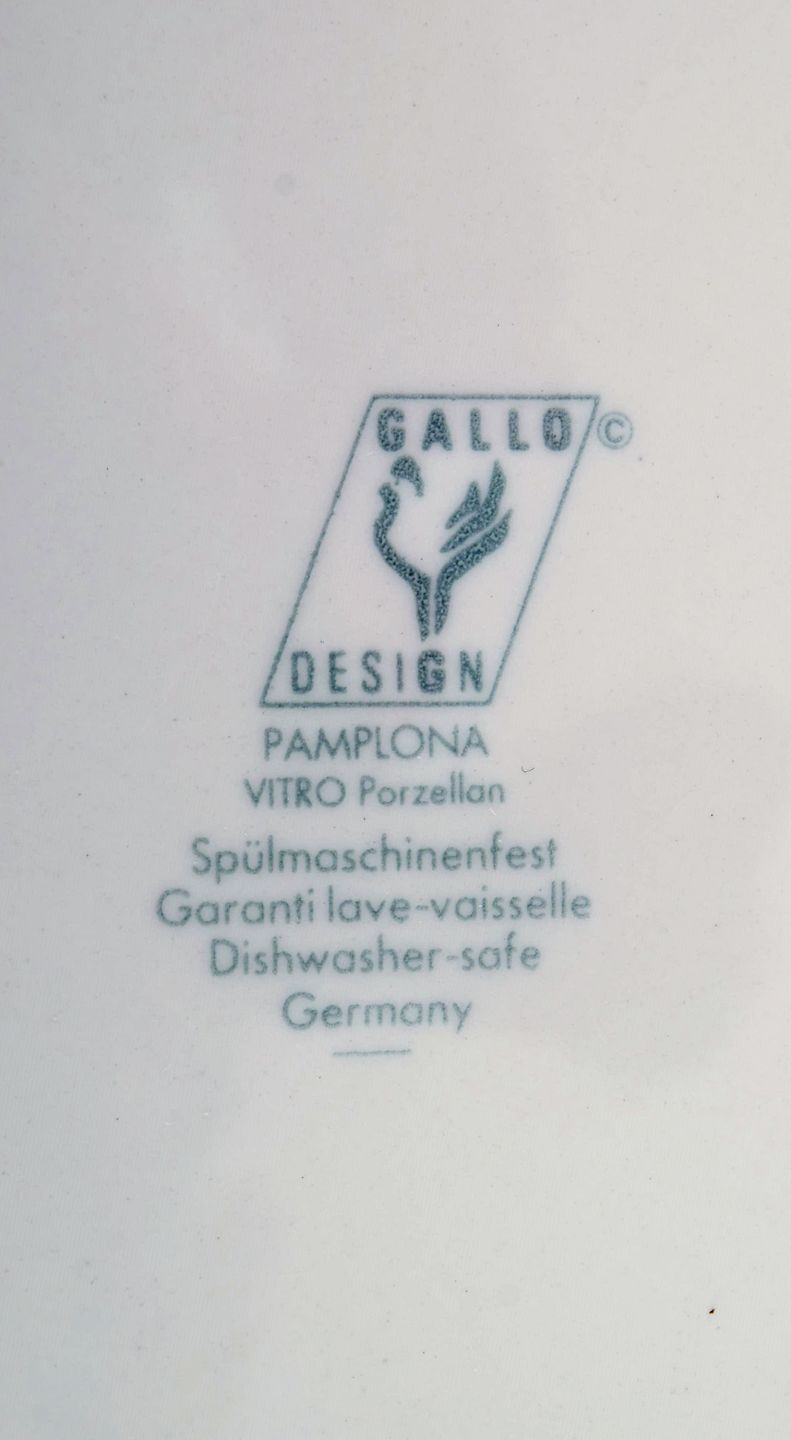 GALLO ©
DESIGN
PAMPLONA
VITRO Porzellan
Spülmaschinenfest
Garanti lave-vaisselle
Dishwasher-safe
Germany